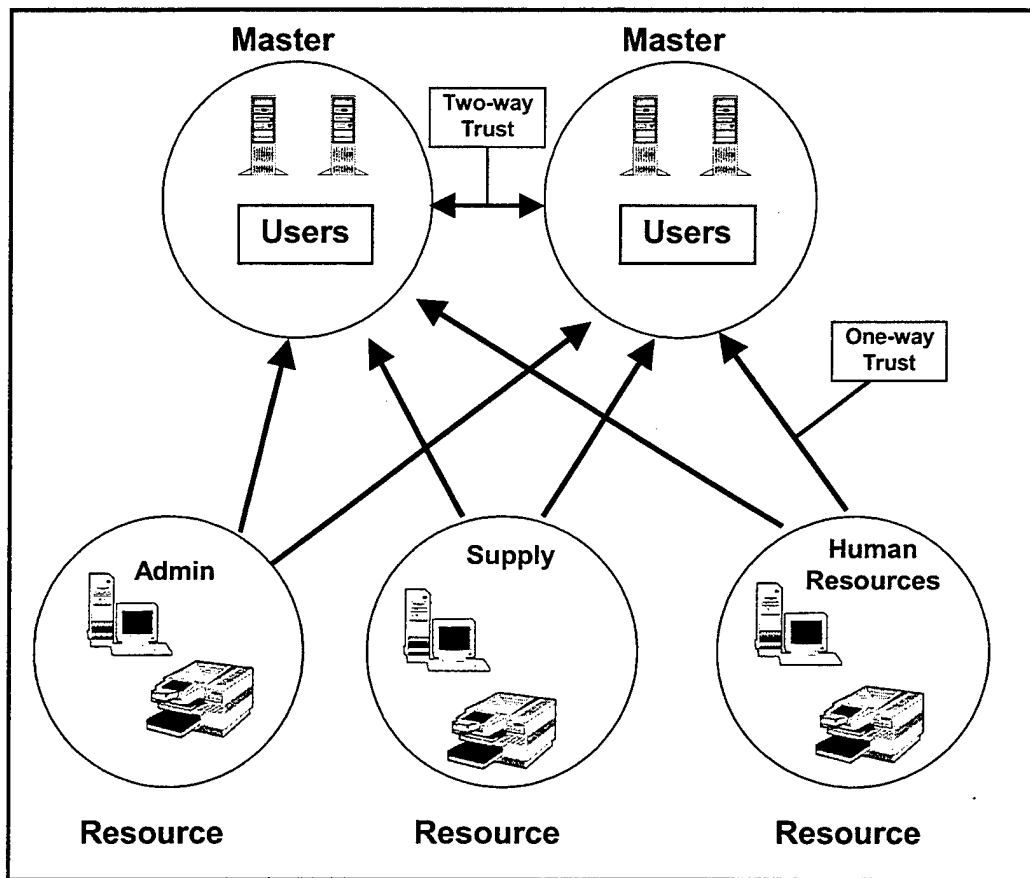 Master
Master
Two-way
Trust
Users
Users
One-way
Trust
Admin
Supply
Human
Resources
Resource
Resource
Resource